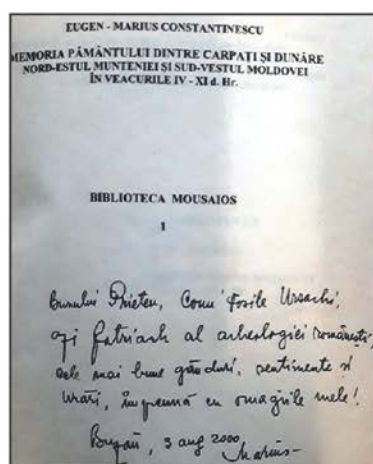 EUGEN - MARIUS CONSTANTINESCU
MEMORIA PĂMÂNTULUI DINTRE CARPAȚI ȘI DUNĂRE
NORD-ESTUL MUNTENIEI ȘI SUD-VESTUL MOLDOVEI
ÎN VEACURILE IV - XI d. Hr.
BIBLIOTECA MOUSAIOS
1
Bunului Prieten, Conu' Vasile Ursachi,
azi Patriarh al arheologiei românești,
cele mai bune gânduri, sentimente și
urări, împreună cu omagiile mele!
Buzău, 3 aug 2000
Marius